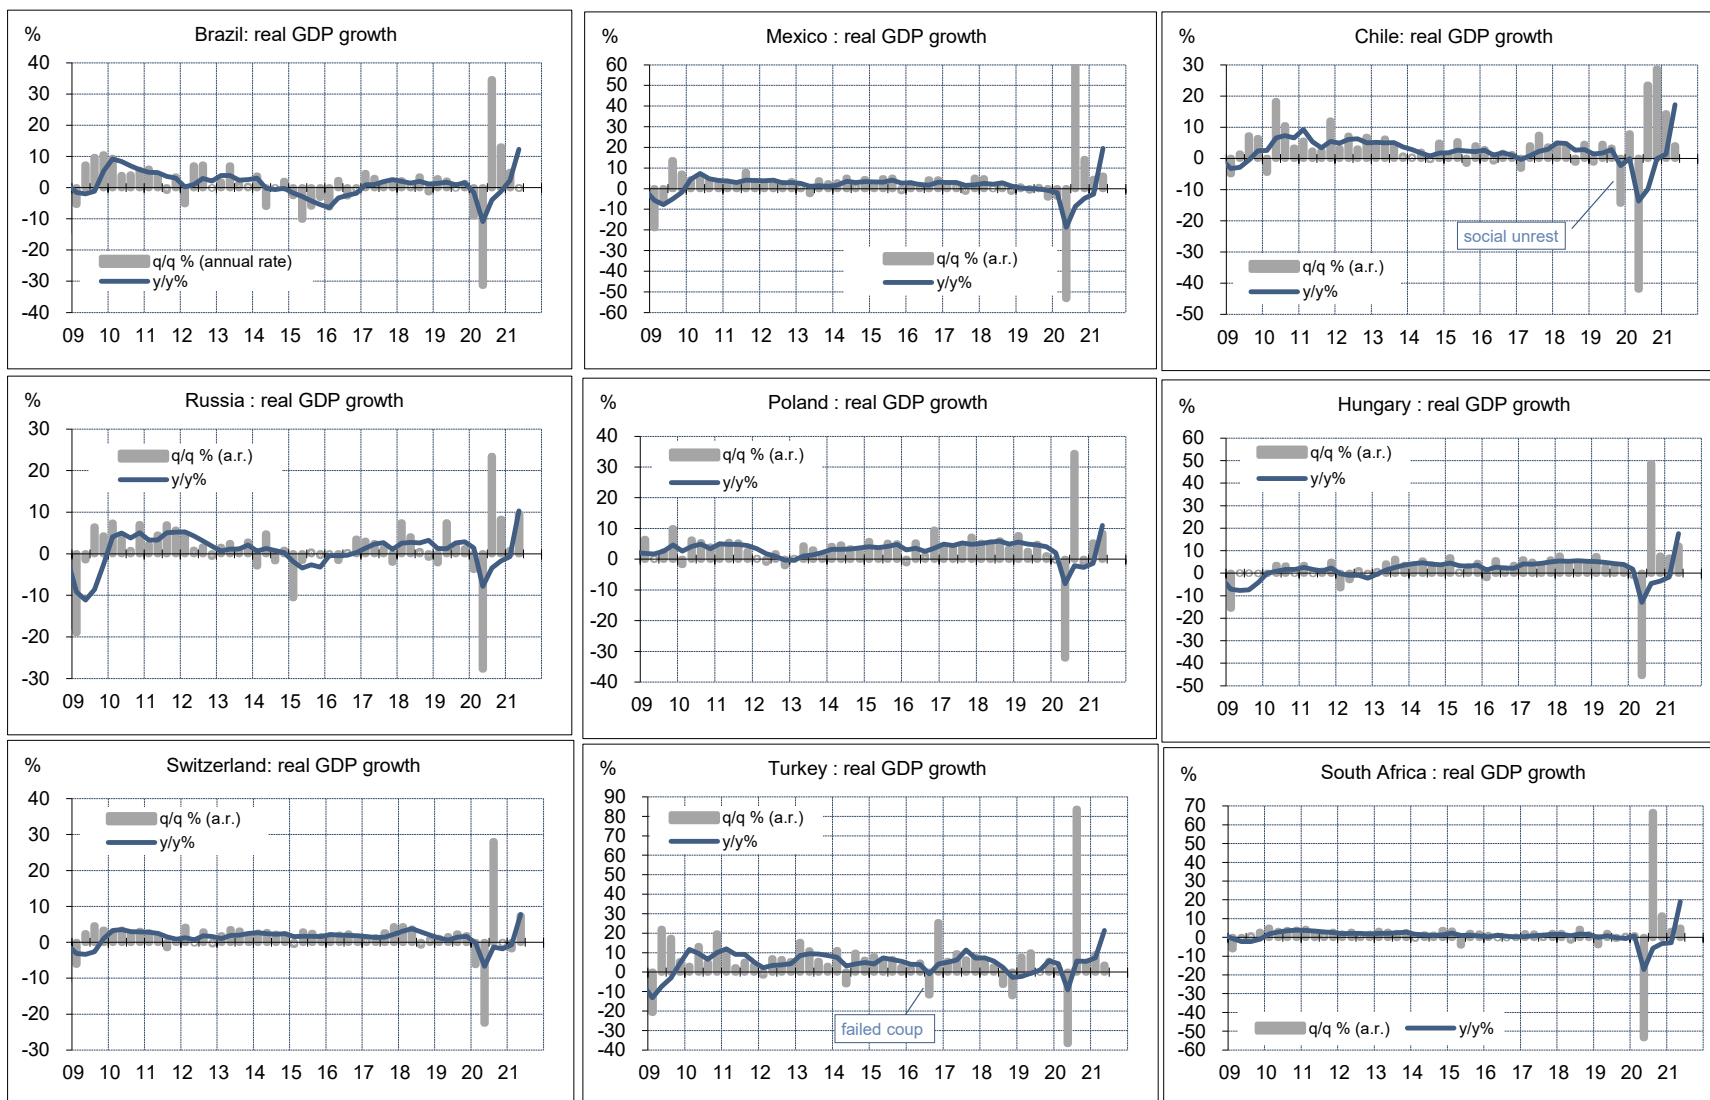 %
Brazil: real GDP growth
40
30
20
10
0
-10
-20
-30
-40
q/q % (annual rate)
y/y%
09 10 11 12 13 14 15 16 17 18 19 20 21
%
Mexico : real GDP growth
60
50
40
30
20
10
0
-10
-20
-30
-40
-50
-60
q/q % (a.r.)
y/y%
09 10 11 12 13 14 15 16 17 18 19 20 21
%
Chile: real GDP growth
30
20
10
0
-10
-20
-30
-40
-50
social unrest
q/q % (a.r.)
y/y%
09 10 11 12 13 14 15 16 17 18 19 20 21
%
Russia : real GDP growth
30
20
10
0
-10
-20
-30
q/q % (a.r.)
y/y%
09 10 11 12 13 14 15 16 17 18 19 20 21
%
Poland : real GDP growth
40
30
20
10
0
-10
-20
-30
-40
q/q % (a.r.)
y/y%
09 10 11 12 13 14 15 16 17 18 19 20 21
%
Hungary : real GDP growth
60
50
40
30
20
10
0
-10
-20
-30
-40
-50
q/q % (a.r.)
y/y%
09 10 11 12 13 14 15 16 17 18 19 20 21
%
Switzerland: real GDP growth
40
30
20
10
0
-10
-20
-30
q/q % (a.r.)
y/y%
09 10 11 12 13 14 15 16 17 18 19 20 21
%
Turkey : real GDP growth
90
80
70
60
50
40
30
20
10
0
-10
-20
-30
-40
q/q % (a.r.)
y/y%
failed coup
09 10 11 12 13 14 15 16 17 18 19 20 21
%
South Africa : real GDP growth
70
60
50
40
30
20
10
0
-10
-20
-30
-40
-50
-60
q/q % (a.r.) y/y%
09 10 11 12 13 14 15 16 17 18 19 20 21